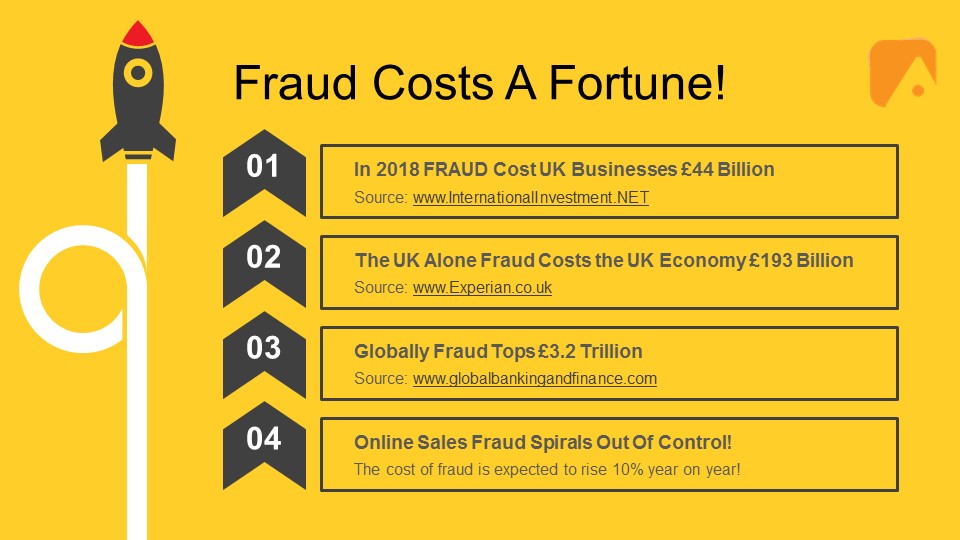 Fraud Costs A Fortune!
01
In 2018 FRAUD Cost UK Businesses £44 Billion
Source: www.InternationalInvestment.NET
02
The UK Alone Fraud Costs the UK Economy £193 Billion
Source: www.Experian.co.uk
03
Globally Fraud Tops £3.2 Trillion
Source: www.globalbankingandfinance.com
04
Online Sales Fraud Spirals Out Of Control!
The cost of fraud is expected to rise 10% year on year!